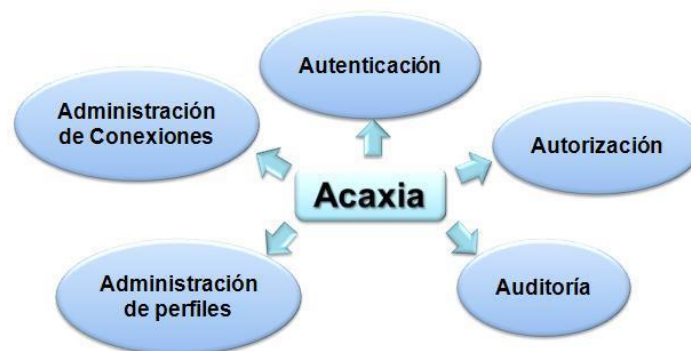 Autenticación
Administración
de Conexiones
Autorización
Acaxia
Administración
de perfiles
Auditoría